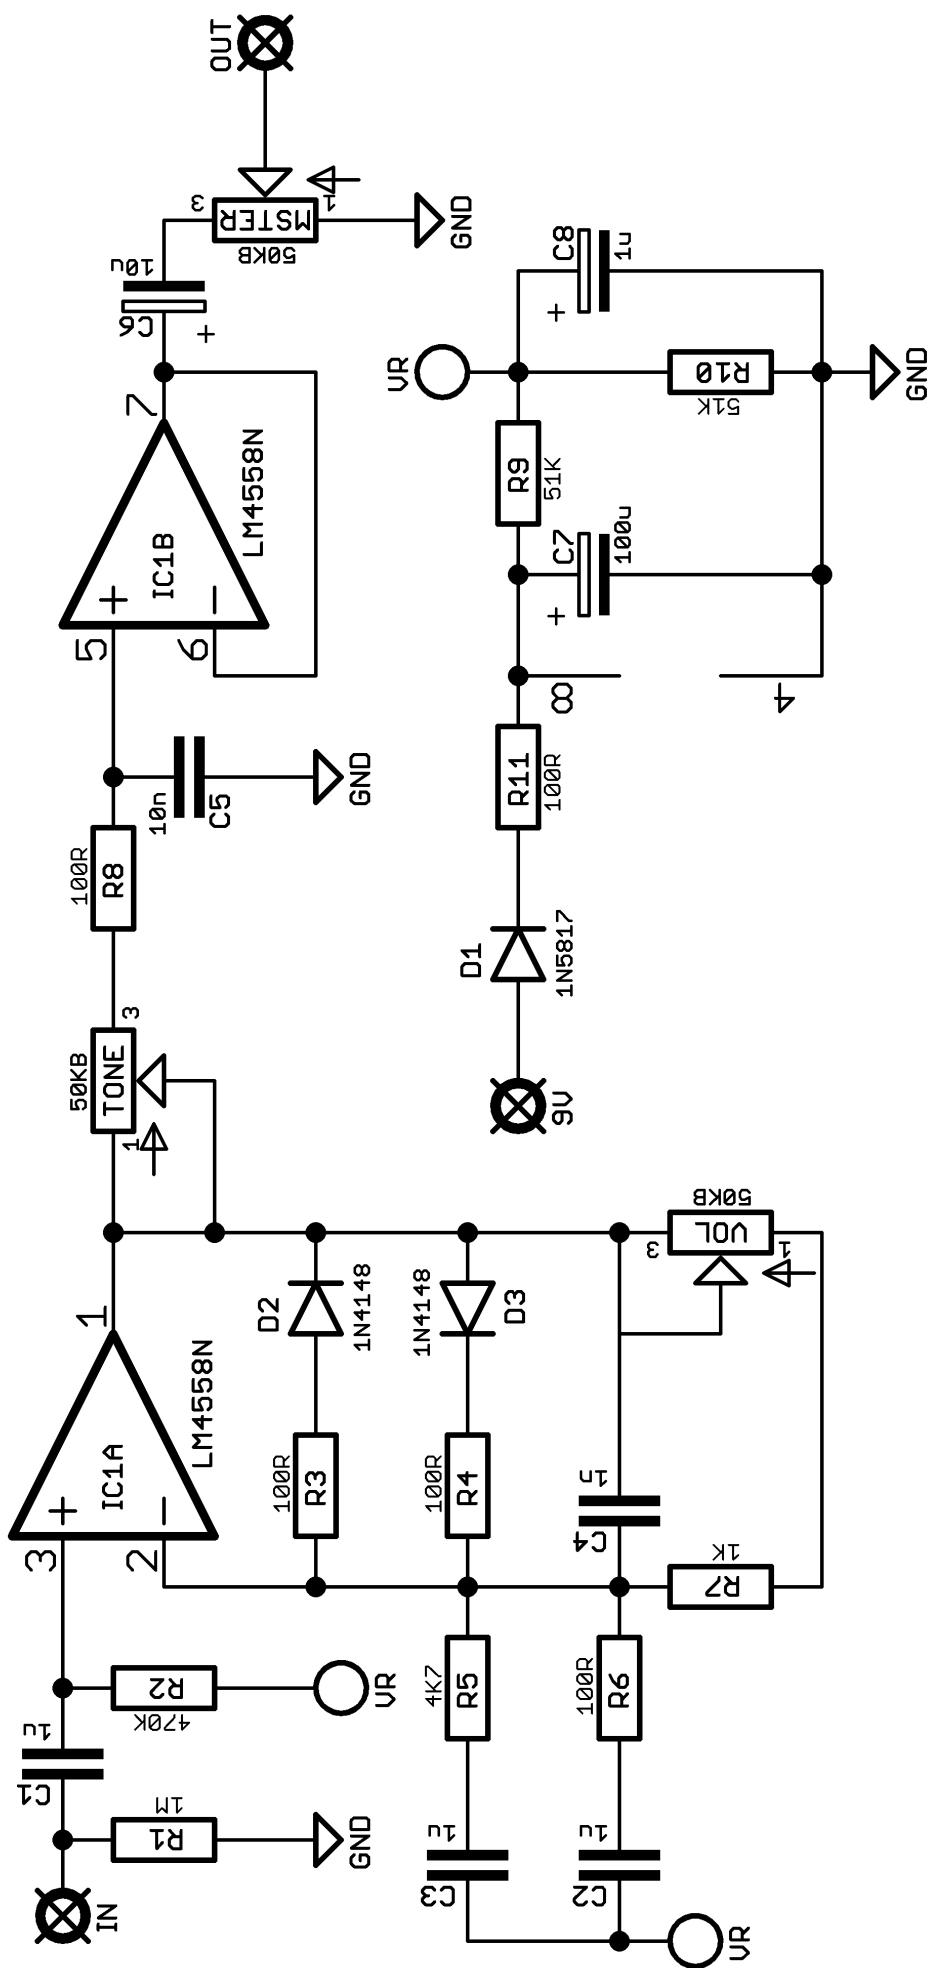 IN
R1
1M
GND
C1
1u
R2
470K
VR
3
2
+
−
IC1A
LM4558N
1
100R
R3
D2
1N4148
100R
R4
1N4148
D3
C4
1n
R7
1K
3
VOL
1
50KB
4K7
R5
100R
R6
C3
1u
C2
1u
VR
50KB
TONE
1
3
100R
R8
10n
C5
GND
5
6
+
−
IC1B
LM4558N
7
C6
10u
+
3
MSTER
1
50KB
GND
OUT
9V
D1
1N5817
R11
100R
8
4
C7
100u
+
R9
51K
VR
R10
51K
C8
1u
+
GND